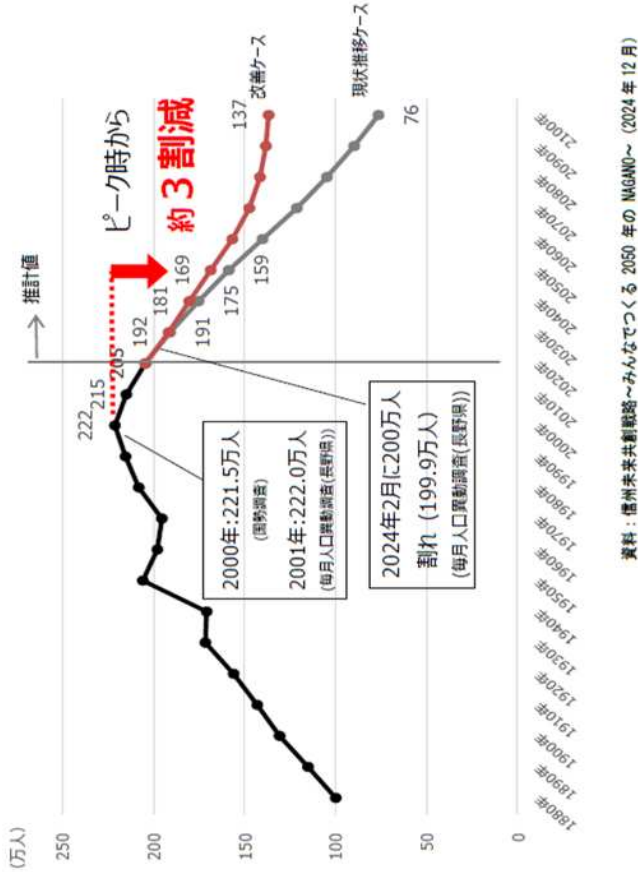 (万人)
推計値
ピーク時から
約３割減
250
200
150
100
50
0
222
215
205
192
181
169
137
改善ケース
191
175
159
76
現状推移ケース
2000年:221.5万人
(国勢調査)
2001年:222.0万人
(毎月人口異動調査(長野県))
2024年2月に200万人
割れ（199.9万人）
(毎月人口異動調査(長野県))
1880年
1890年
1900年
1910年
1920年
1930年
1940年
1950年
1960年
1970年
1980年
1990年
2000年
2010年
2020年
2030年
2040年
2050年
2060年
2070年
2080年
2090年
2100年
資料：信州未来共創戦略～みんなでつくる 2050 年の NAGANO～（2024 年 12 月）